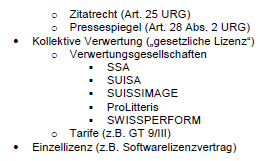 o Zitatrecht (Art. 25 URG)
o Pressespiegel (Art. 28 Abs. 2 URG)
• Kollektive Verwertung („gesetzliche Lizenz“)
o Verwertungsgesellschaften
▪ SSA
▪ SUISA
▪ SUISSIMAGE
▪ ProLitteris
▪ SWISSPERFORM
o Tarife (z.B. GT 9/III)
• Einzellizenz (z.B. Softwarelizenzvertrag)